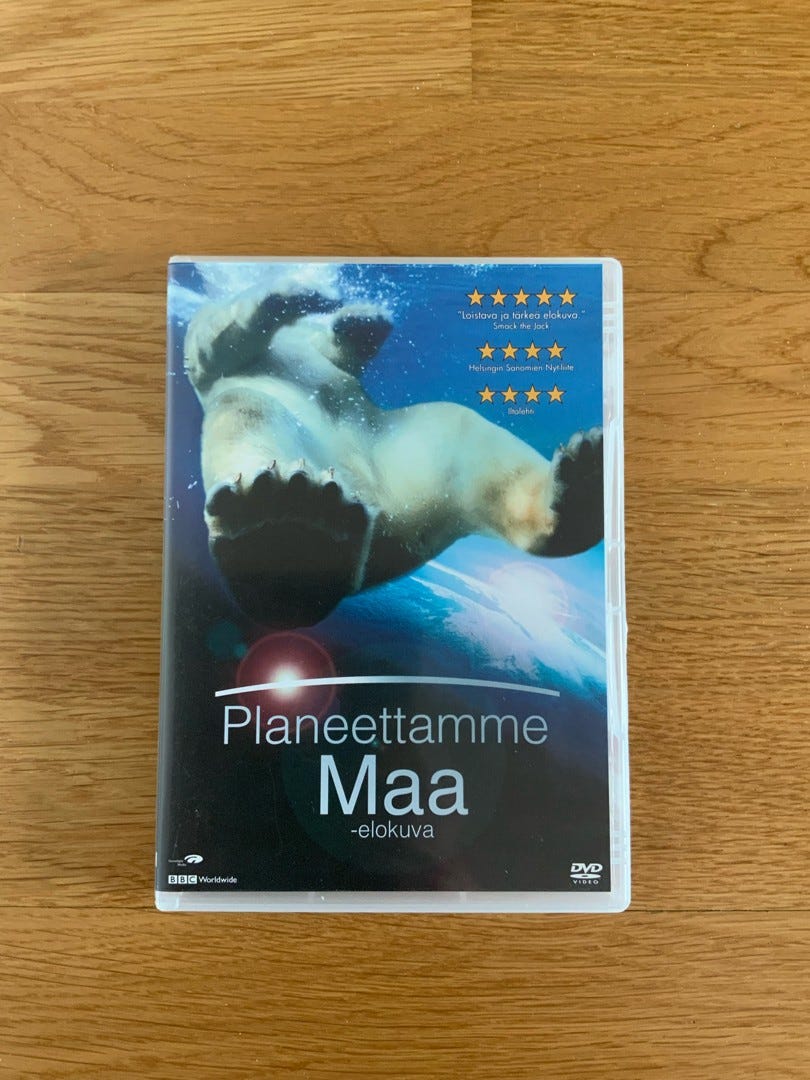 "Loistava ja tärkeä elokuva."
Smack the Jack
Helsingin Sanomien Nyt-liite
Iltalehti
Planeettamme
Maa
-elokuva
BBC Worldwide
DVD
VIDEO